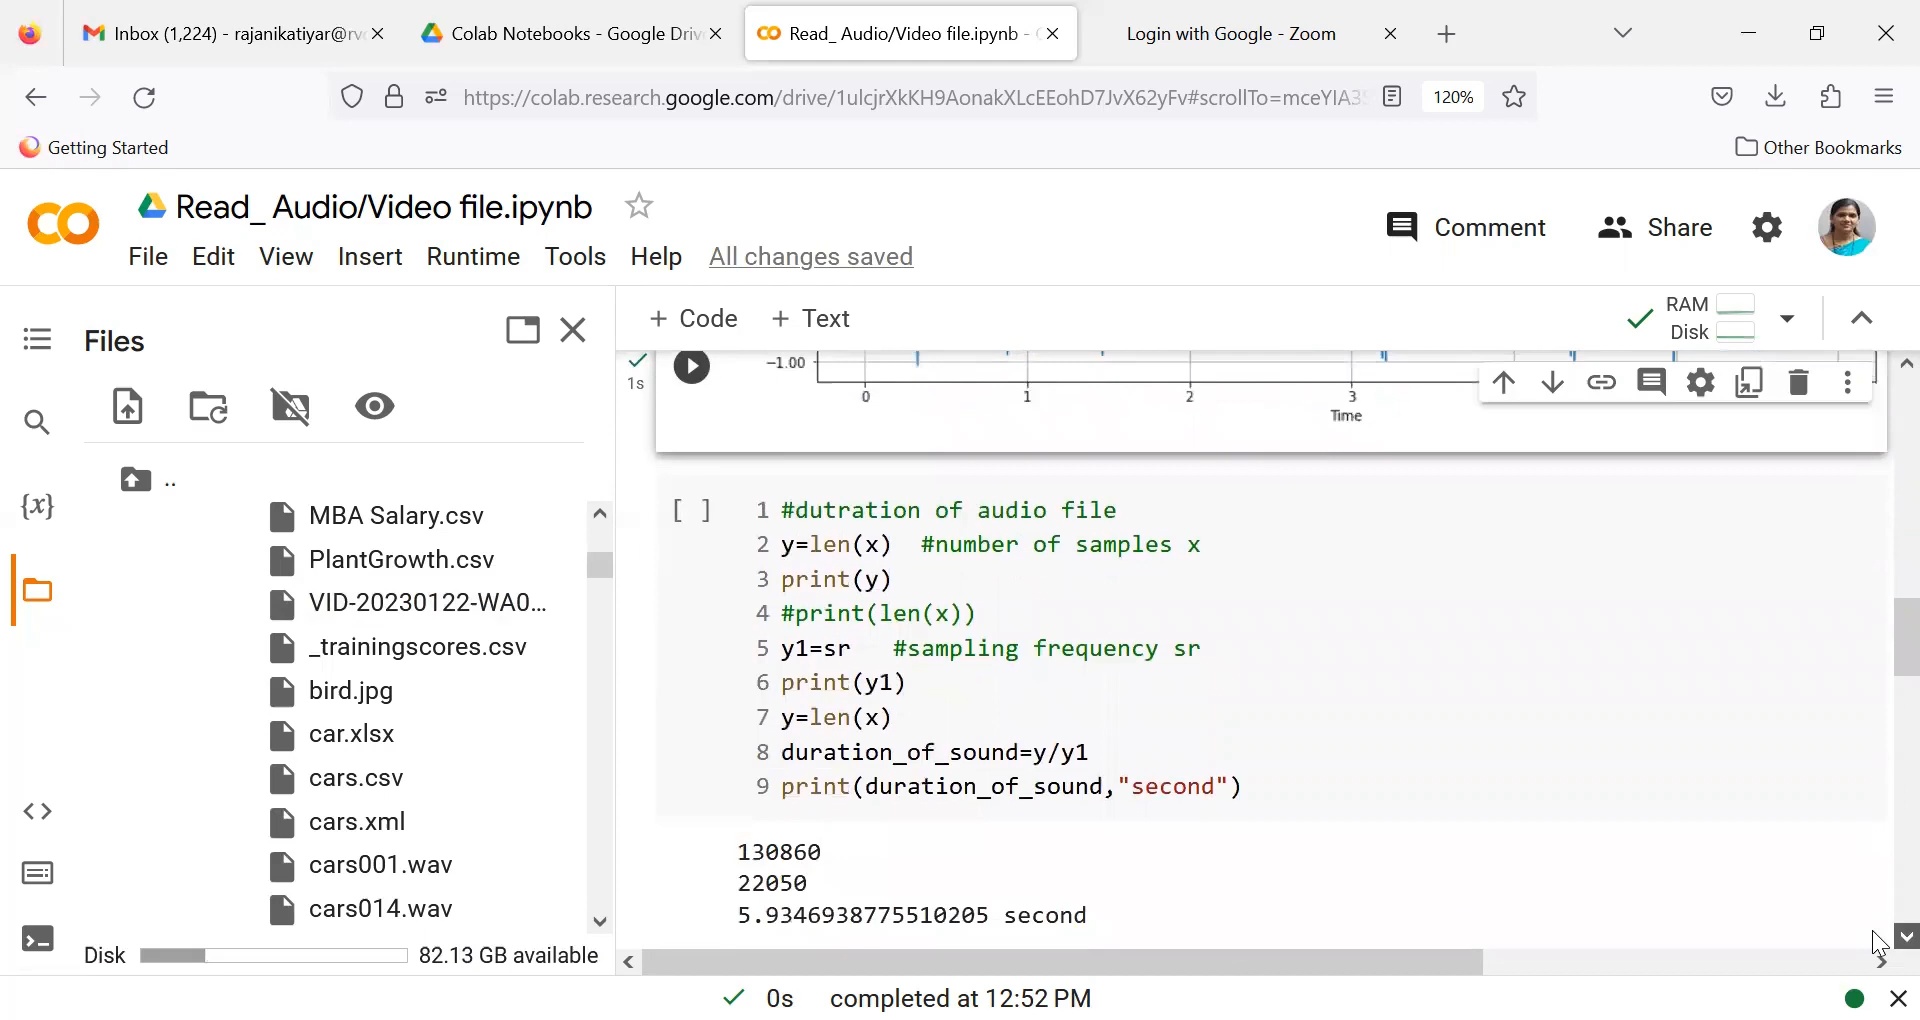 Inbox (1,224) - rajanikatiyar@rv
Colab Notebooks - Google Driv
Read_ Audio/Video file.ipynb -
Login with Google - Zoom
https://colab.research.google.com/drive/1ulcjrXkKH9AonakXLcEEohD7JvX62yFv#scrollTo=mceYIA3S
120%
Getting Started
Other Bookmarks
Read_ Audio/Video file.ipynb
Comment
Share
File Edit View Insert Runtime Tools Help All changes saved
Files
+ Code + Text
RAM
Disk
1s
−1.00
0 1 2 3
Time
..
MBA Salary.csv
PlantGrowth.csv
VID-20230122-WA0...
_trainingscores.csv
bird.jpg
car.xlsx
cars.csv
cars.xml
cars001.wav
cars014.wav
Disk 82.13 GB available
{x}
[ ] 1 #dutration of audio file
2 y=len(x) #number of samples x
3 print(y)
4 #print(len(x))
5 y1=sr #sampling frequency sr
6 print(y1)
7 y=len(x)
8 duration_of_sound=y/y1
9 print(duration_of_sound,"second")
130860
22050
5.9346938775510205 second
0s completed at 12:52 PM